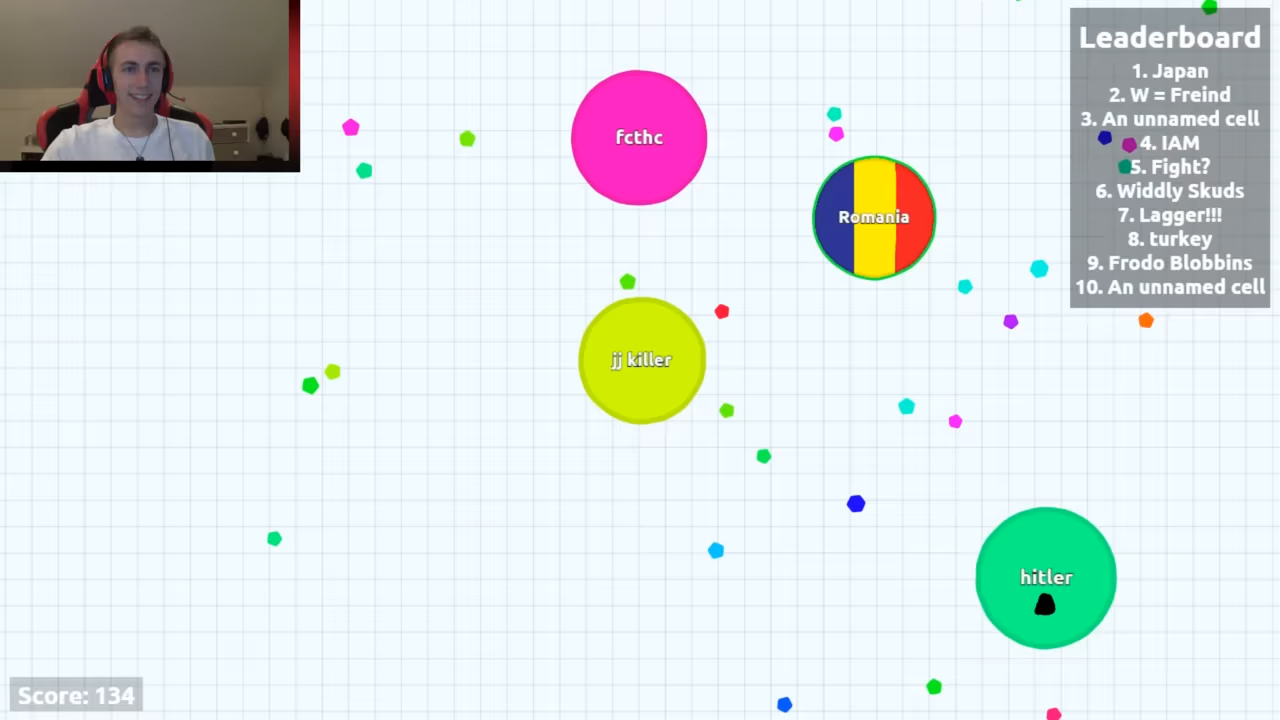 Leaderboard
1. Japan
2. W = Freind
3. An unnamed cell
4. IAM
5. Fight?
6. Widdly Skuds
7. Lagger!!!
8. turkey
9. Frodo Blobbins
10. An unnamed cell
fcthc
Romania
jj killer
hitler
Score: 134